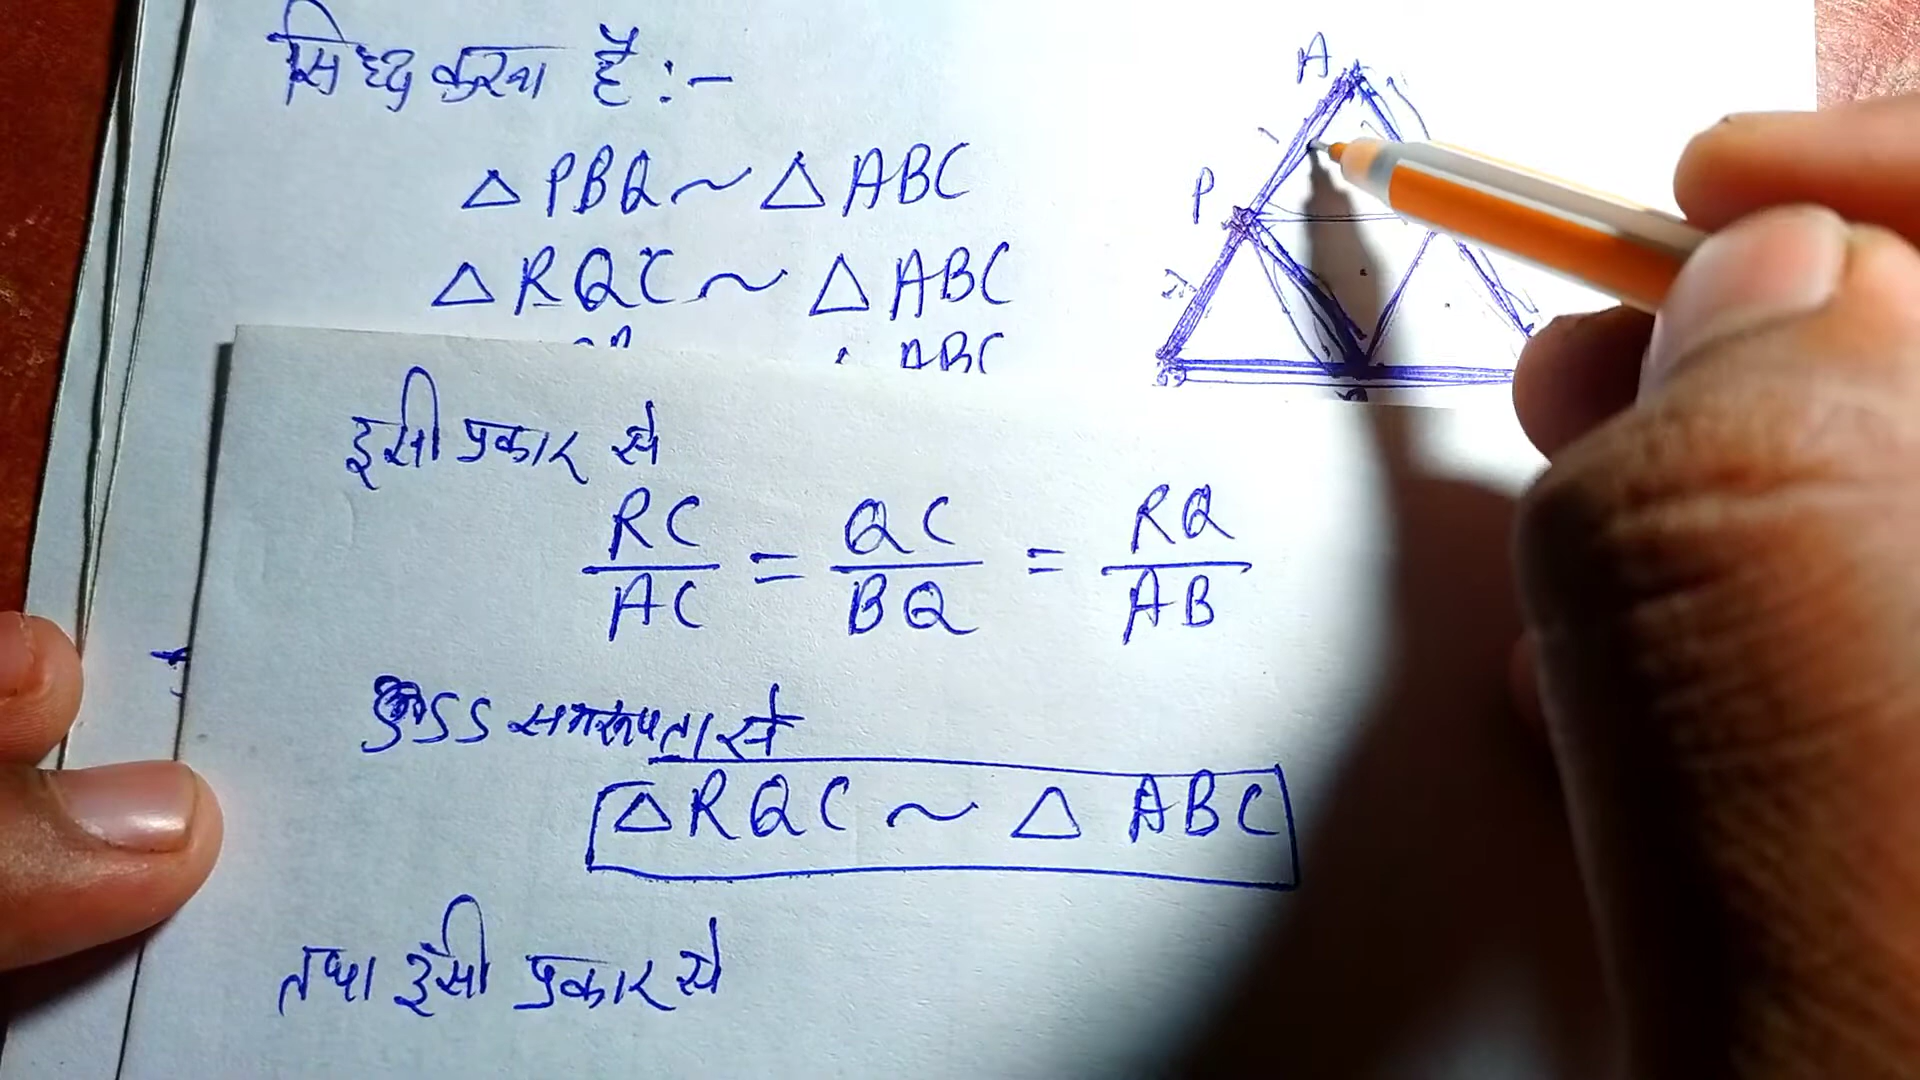 सिद्ध करना है :-
A
△ PBQ ~ △ ABC
P
△ RQC ~ △ ABC
ABC
इसी प्रकार से
RC/AC = QC/BQ = RQ/AB
SSS समरूपता से
△ RQC ~ △ ABC
तथा इसी प्रकार से